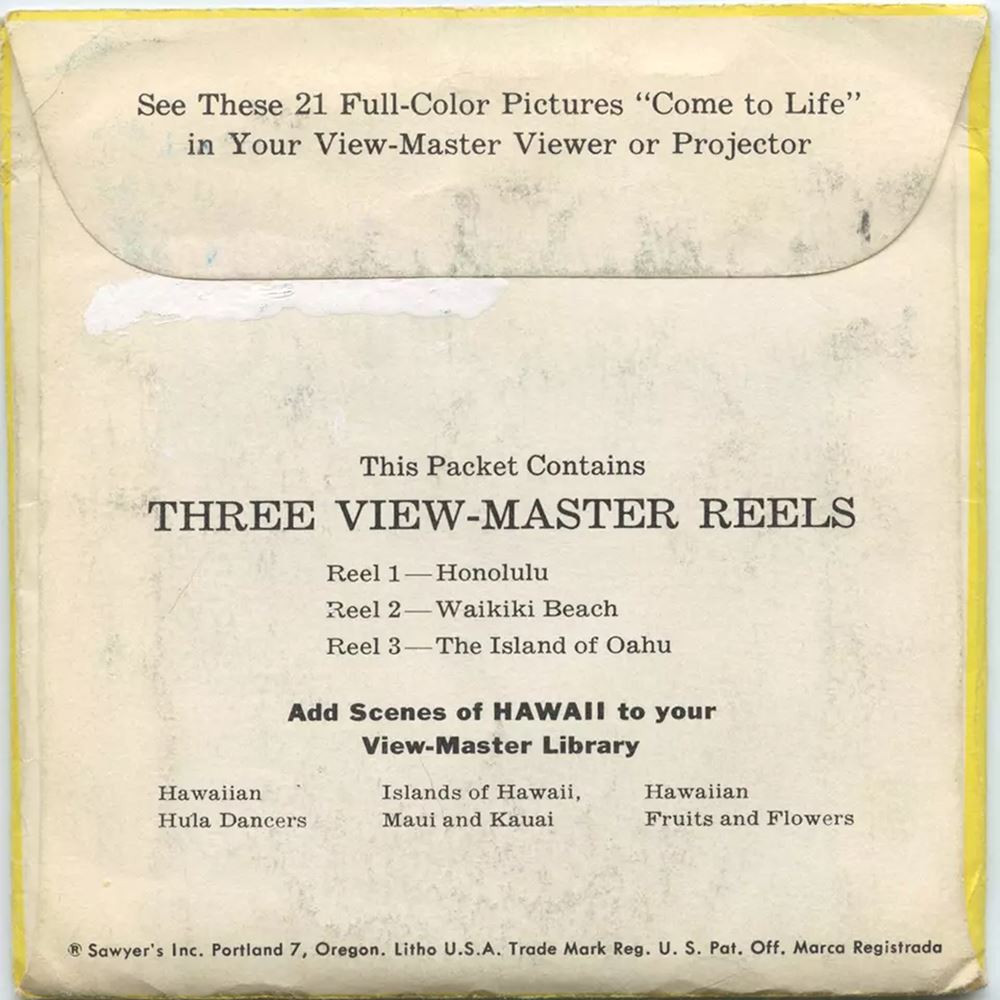 See These 21 Full-Color Pictures “Come to Life”
in Your View-Master Viewer or Projector
This Packet Contains
THREE VIEW-MASTER REELS
Reel 1—Honolulu
Reel 2—Waikiki Beach
Reel 3—The Island of Oahu
Add Scenes of HAWAII to your
View-Master Library
Hawaiian
Hula Dancers
Islands of Hawaii,
Maui and Kauai
Hawaiian
Fruits and Flowers
® Sawyer's Inc. Portland 7, Oregon. Litho U.S.A. Trade Mark Reg. U. S. Pat. Off. Marca Registrada